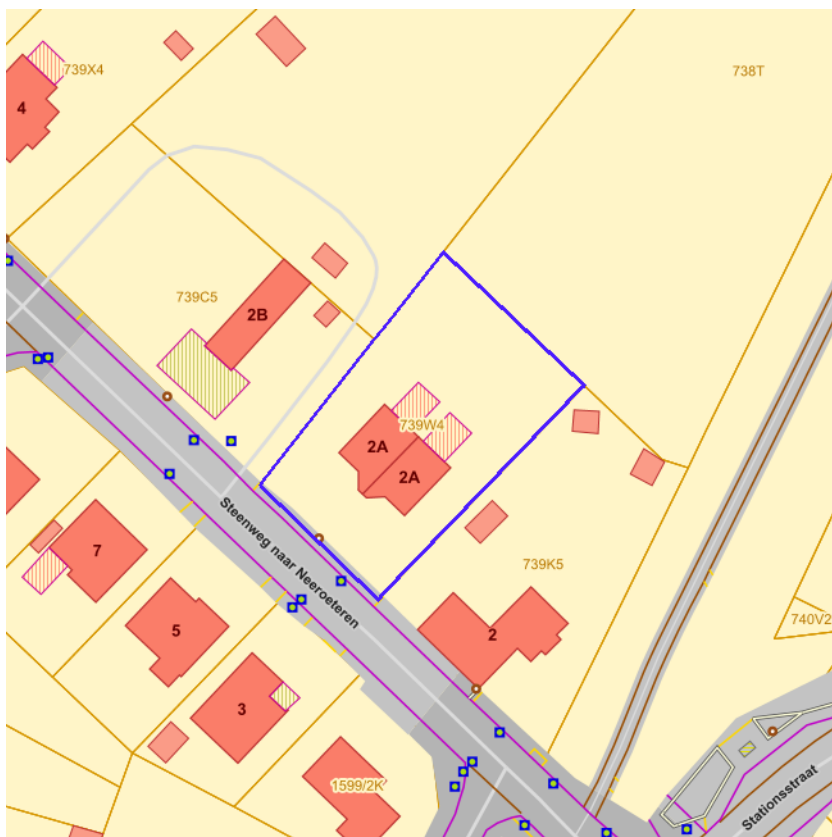 739X4
738T
4
739C5
2B
739W4
2A
2A
Steenweg naar Neeroeteren
7
739K5
5
2
740V2
3
1599/2K
Stationsstraat